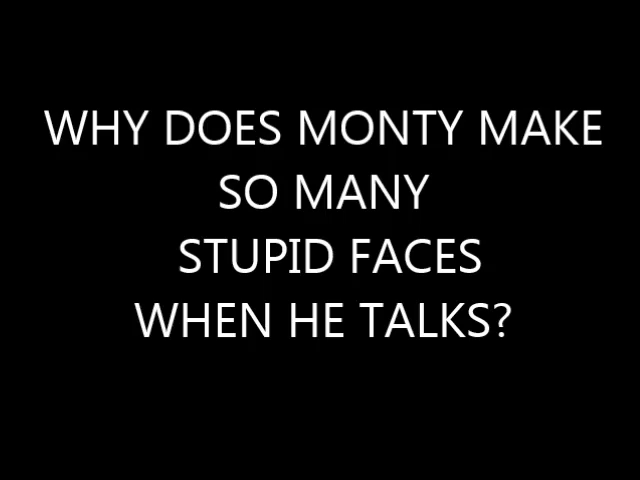 WHY DOES MONTY MAKE
SO MANY
STUPID FACES
WHEN HE TALKS?